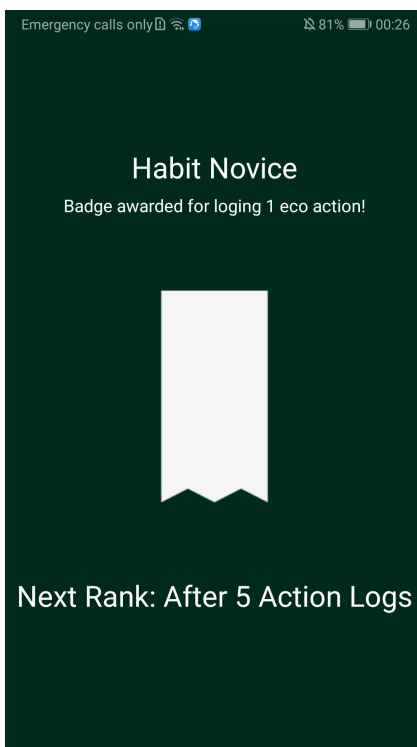 Emergency calls only 81% 00:26
Habit Novice
Badge awarded for loging 1 eco action!
Next Rank: After 5 Action Logs